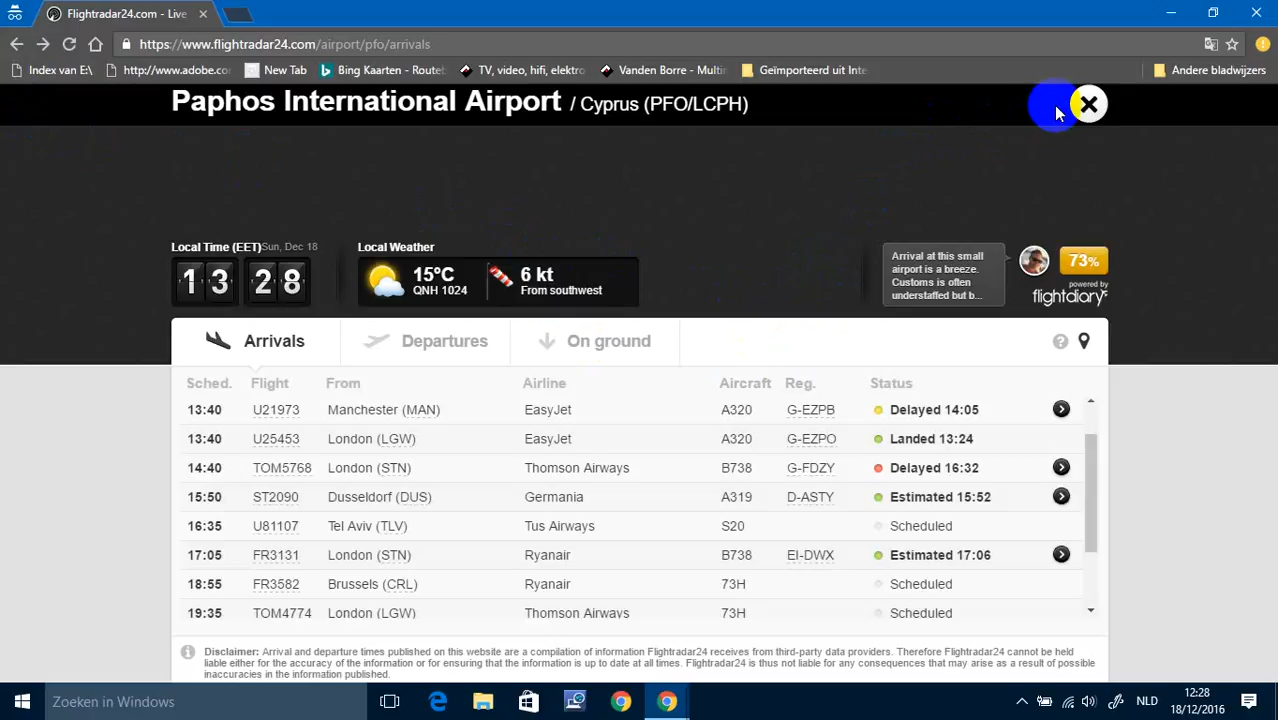 Flightradar24.com - Live
https://www.flightradar24.com/airport/pfo/arrivals
Index van E:\ http://www.adobe.co New Tab Bing Kaarten - Routeb TV, video, hifi, elektro Vanden Borre - Multim Geïmporteerd uit Inte Andere bladwijzers
Paphos International Airport / Cyprus (PFO/LCPH)
Local Time (EET) Sun, Dec 18 Local Weather
13 28
15°C
QNH 1024
6 kt
From southwest
Arrival at this small
airport is a breeze.
Customs is often
understaffed but b...
73%
powered by
flightdiary
Arrivals Departures On ground ?
Sched. Flight From Airline Aircraft Reg. Status
13:40 U21973 Manchester (MAN) EasyJet A320 G-EZPB Delayed 14:05
13:40 U25453 London (LGW) EasyJet A320 G-EZPO Landed 13:24
14:40 TOM5768 London (STN) Thomson Airways B738 G-FDZY Delayed 16:32
15:50 ST2090 Dusseldorf (DUS) Germania A319 D-ASTY Estimated 15:52
16:35 U81107 Tel Aviv (TLV) Tus Airways S20 Scheduled
17:05 FR3131 London (STN) Ryanair B738 EI-DWX Estimated 17:06
18:55 FR3582 Brussels (CRL) Ryanair 73H Scheduled
19:35 TOM4774 London (LGW) Thomson Airways 73H Scheduled
Disclaimer: Arrival and departure times published on this website are a compilation of information Flightradar24 receives from third-party data providers. Therefore Flightradar24 cannot be held
liable either for the accuracy of the information or for ensuring that the information is up to date at all times. Flightradar24 is thus not liable for any consequences that may arise as a result of possible
inaccuracies in the information published.
Zoeken in Windows NLD 12:28
18/12/2016